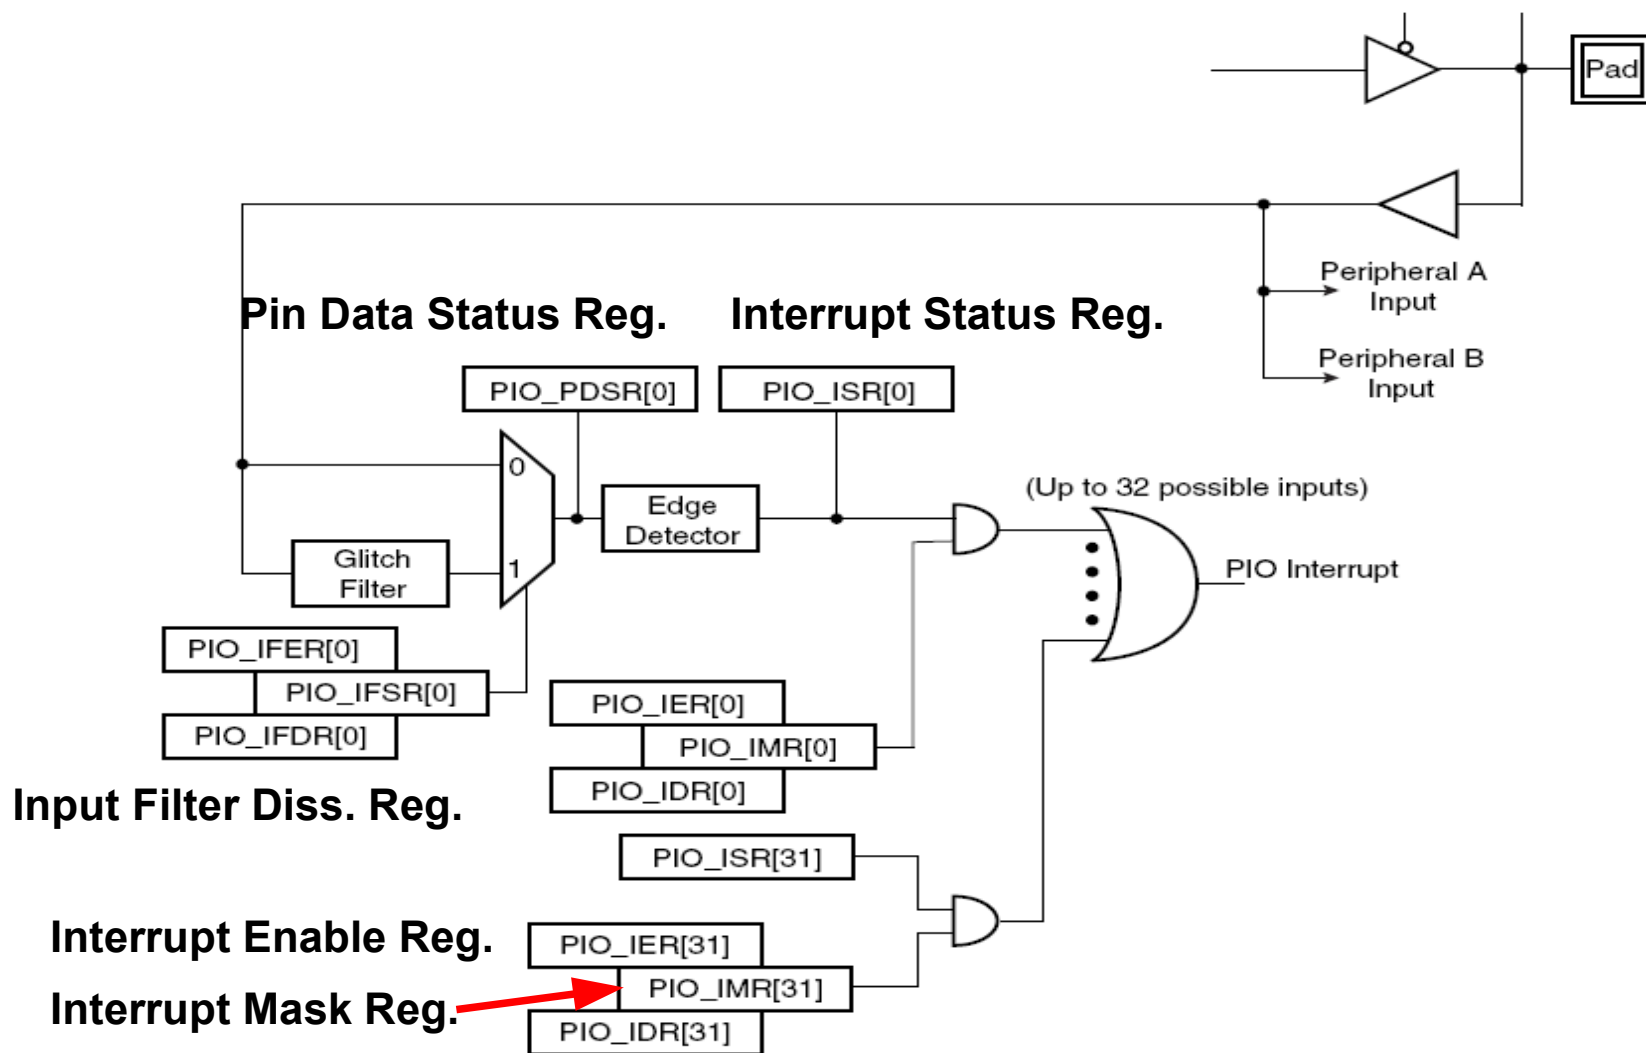 Pad
Peripheral A
Input
Pin Data Status Reg.
Interrupt Status Reg.
Peripheral B
Input
PIO_PDSR[0]
PIO_ISR[0]
0
(Up to 32 possible inputs)
Edge
Detector
Glitch
Filter
1
PIO Interrupt
PIO_IFER[0]
PIO_IFSR[0]
PIO_IFDR[0]
PIO_IER[0]
PIO_IMR[0]
PIO_IDR[0]
Input Filter Diss. Reg.
PIO_ISR[31]
Interrupt Enable Reg.
PIO_IER[31]
Interrupt Mask Reg.
PIO_IMR[31]
PIO_IDR[31]